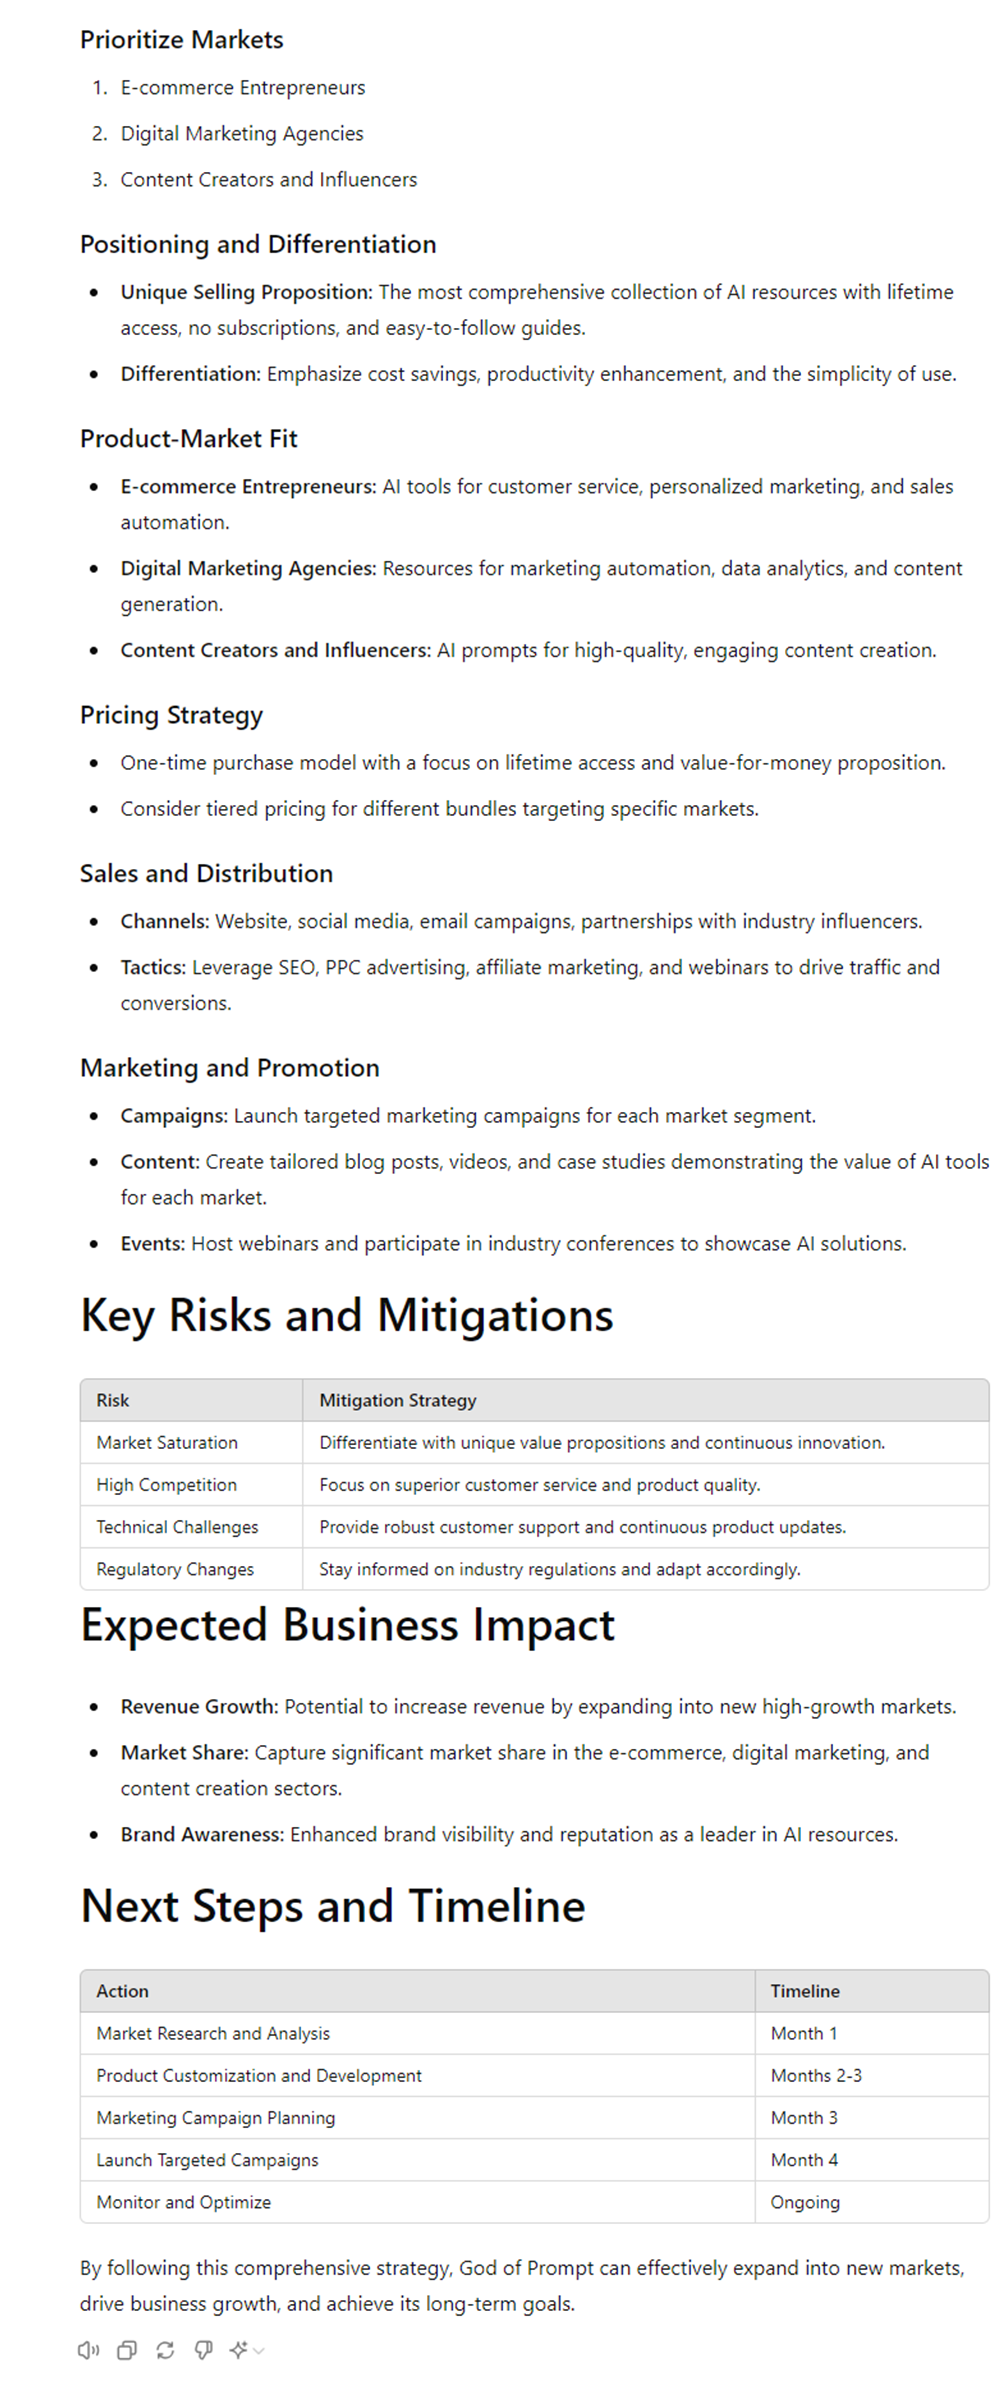 Prioritize Markets
1. E-commerce Entrepreneurs
2. Digital Marketing Agencies
3. Content Creators and Influencers
Positioning and Differentiation
• Unique Selling Proposition: The most comprehensive collection of AI resources with lifetime
access, no subscriptions, and easy-to-follow guides.
• Differentiation: Emphasize cost savings, productivity enhancement, and the simplicity of use.
Product-Market Fit
• E-commerce Entrepreneurs: AI tools for customer service, personalized marketing, and sales
automation.
• Digital Marketing Agencies: Resources for marketing automation, data analytics, and content
generation.
• Content Creators and Influencers: AI prompts for high-quality, engaging content creation.
Pricing Strategy
• One-time purchase model with a focus on lifetime access and value-for-money proposition.
• Consider tiered pricing for different bundles targeting specific markets.
Sales and Distribution
• Channels: Website, social media, email campaigns, partnerships with industry influencers.
• Tactics: Leverage SEO, PPC advertising, affiliate marketing, and webinars to drive traffic and
conversions.
Marketing and Promotion
• Campaigns: Launch targeted marketing campaigns for each market segment.
• Content: Create tailored blog posts, videos, and case studies demonstrating the value of AI tools
for each market.
• Events: Host webinars and participate in industry conferences to showcase AI solutions.
Key Risks and Mitigations
Risk Mitigation Strategy
Market Saturation Differentiate with unique value propositions and continuous innovation.
High Competition Focus on superior customer service and product quality.
Technical Challenges Provide robust customer support and continuous product updates.
Regulatory Changes Stay informed on industry regulations and adapt accordingly.
Expected Business Impact
• Revenue Growth: Potential to increase revenue by expanding into new high-growth markets.
• Market Share: Capture significant market share in the e-commerce, digital marketing, and
content creation sectors.
• Brand Awareness: Enhanced brand visibility and reputation as a leader in AI resources.
Next Steps and Timeline
Action Timeline
Market Research and Analysis Month 1
Product Customization and Development Months 2-3
Marketing Campaign Planning Month 3
Launch Targeted Campaigns Month 4
Monitor and Optimize Ongoing
By following this comprehensive strategy, God of Prompt can effectively expand into new markets,
drive business growth, and achieve its long-term goals.